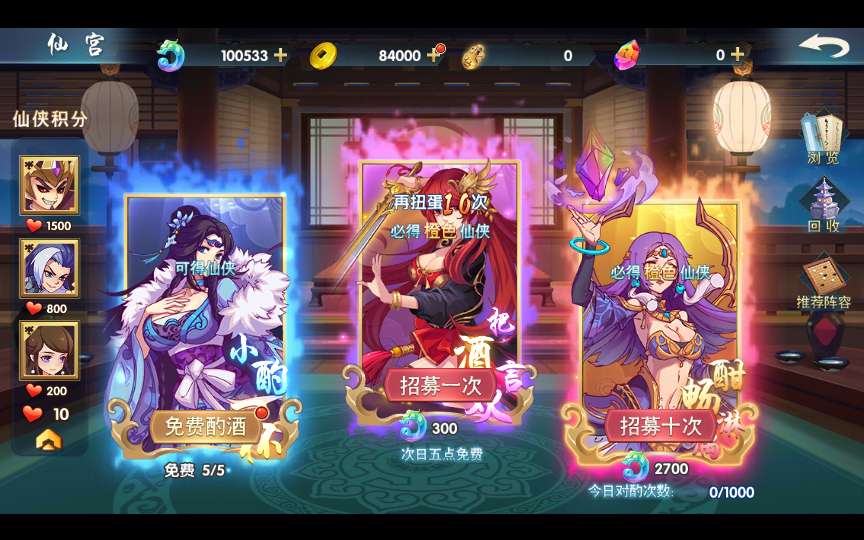 仙宫
100533
84000
0
0
仙侠积分
1500
800
200
10
浏览
回收
推荐阵容
可得仙侠
小酌
免费酌酒
免费 5/5
再扭蛋10次
必得橙色仙侠
把酒言
招募一次
300
次日五点免费
必得橙色仙侠
酣畅淋
招募十次
2700
今日对酌次数: 0/1000